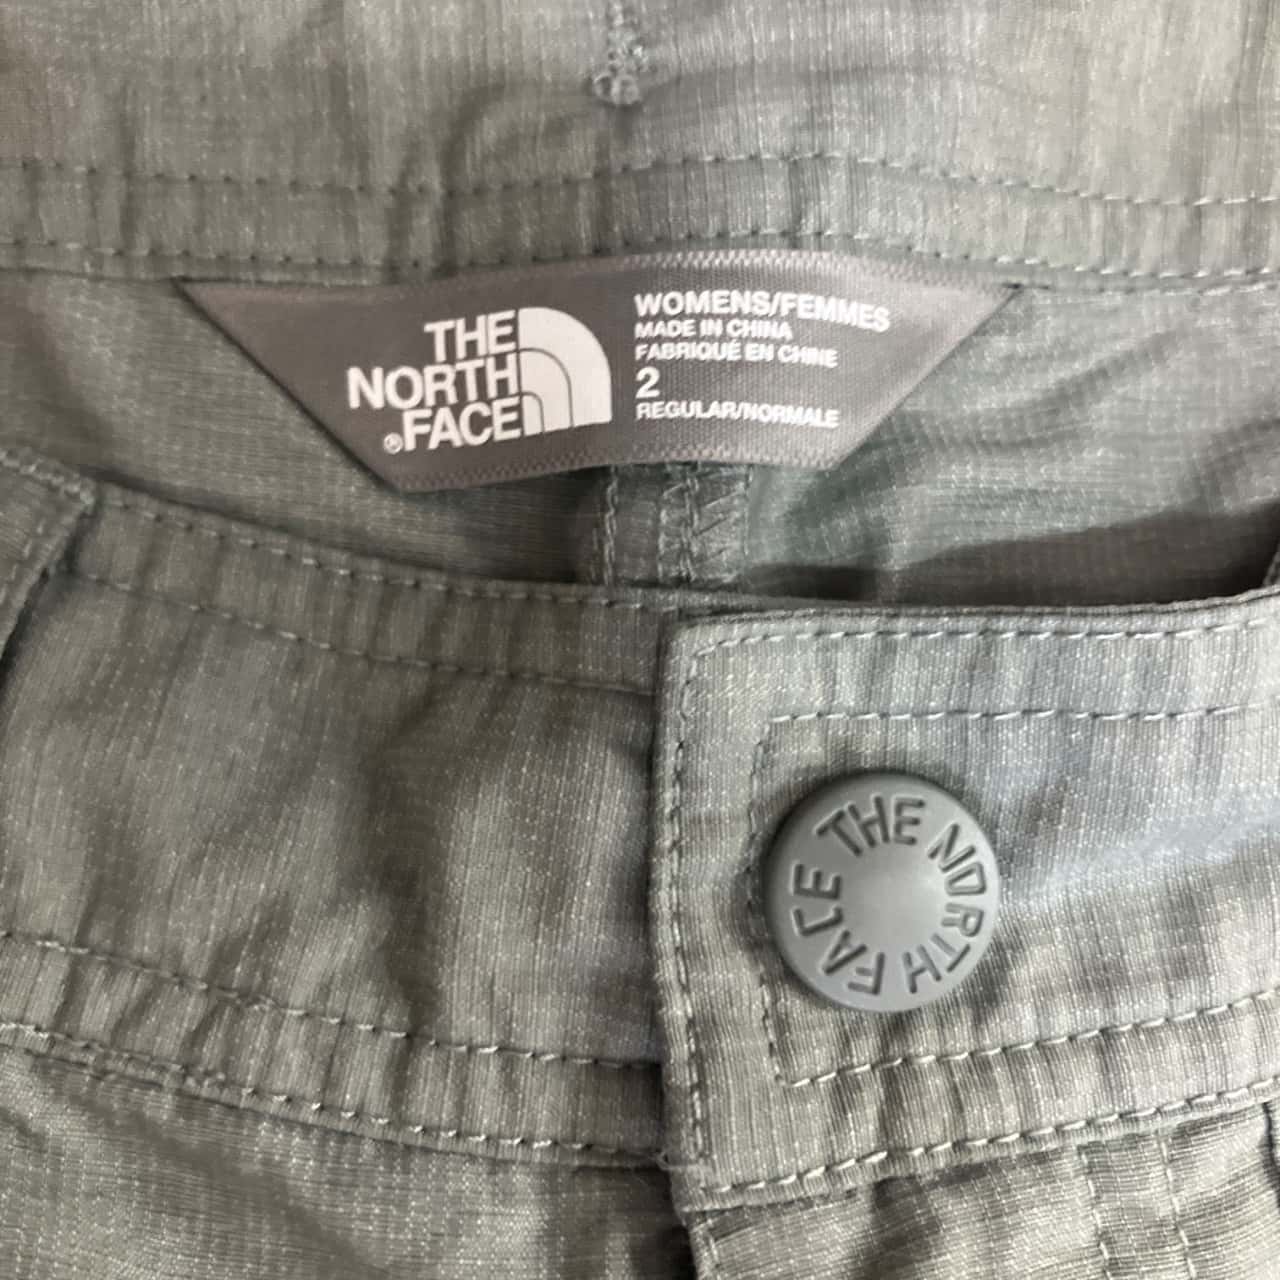 THE
NORTH
®FACE
WOMENS/FEMMES
MADE IN CHINA
FABRIQUÉ EN CHINE
2
REGULAR/NORMALE
THE NORTH FACE